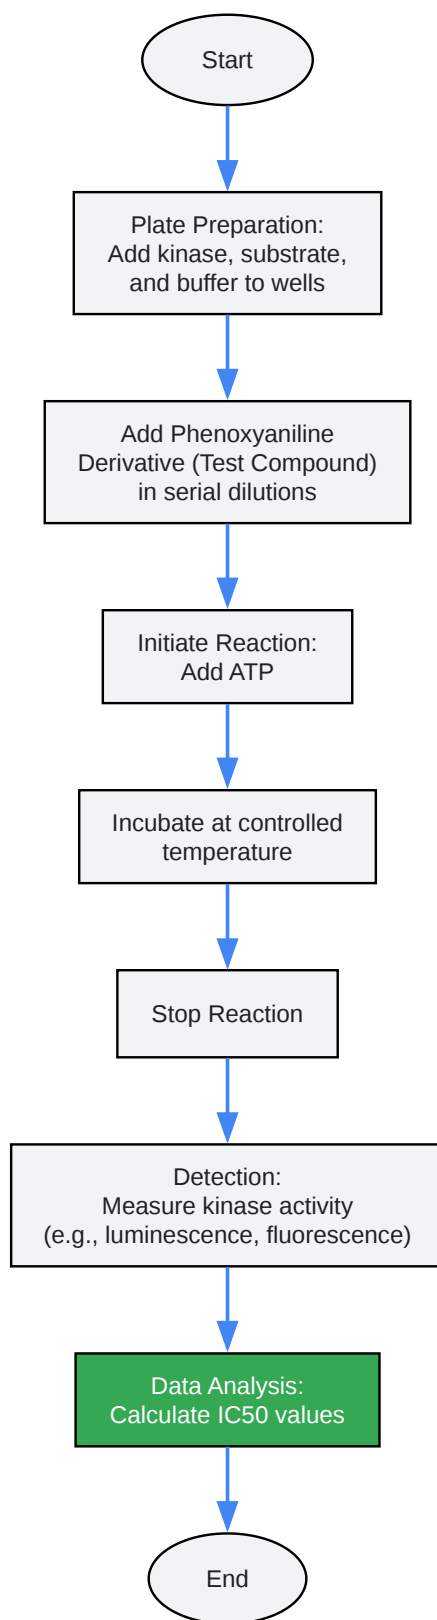 Start
Plate Preparation:
Add kinase, substrate,
and buffer to wells
Add Phenoxyaniline
Derivative (Test Compound)
in serial dilutions
Initiate Reaction:
Add ATP
Incubate at controlled
temperature
Stop Reaction
Detection:
Measure kinase activity
(e.g., luminescence, fluorescence)
Data Analysis:
Calculate IC50 values
End